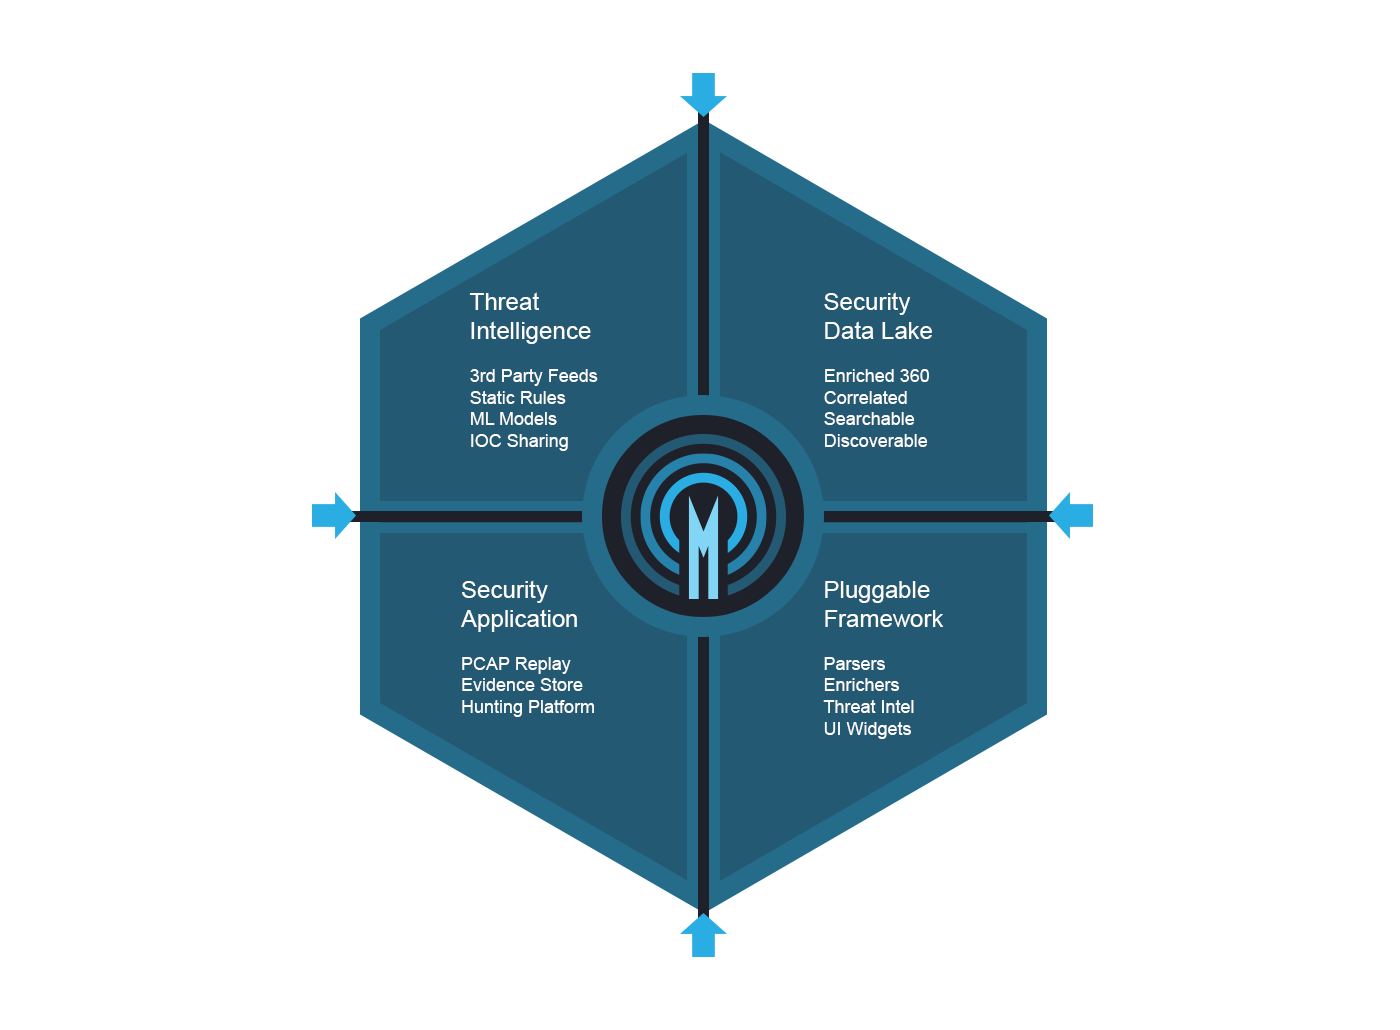 Threat
Intelligence
3rd Party Feeds
Static Rules
ML Models
IOC Sharing
Security
Data Lake
Enriched 360
Correlated
Searchable
Discoverable
M
Security
Application
PCAP Replay
Evidence Store
Hunting Platform
Pluggable
Framework
Parsers
Enrichers
Threat Intel
UI Widgets